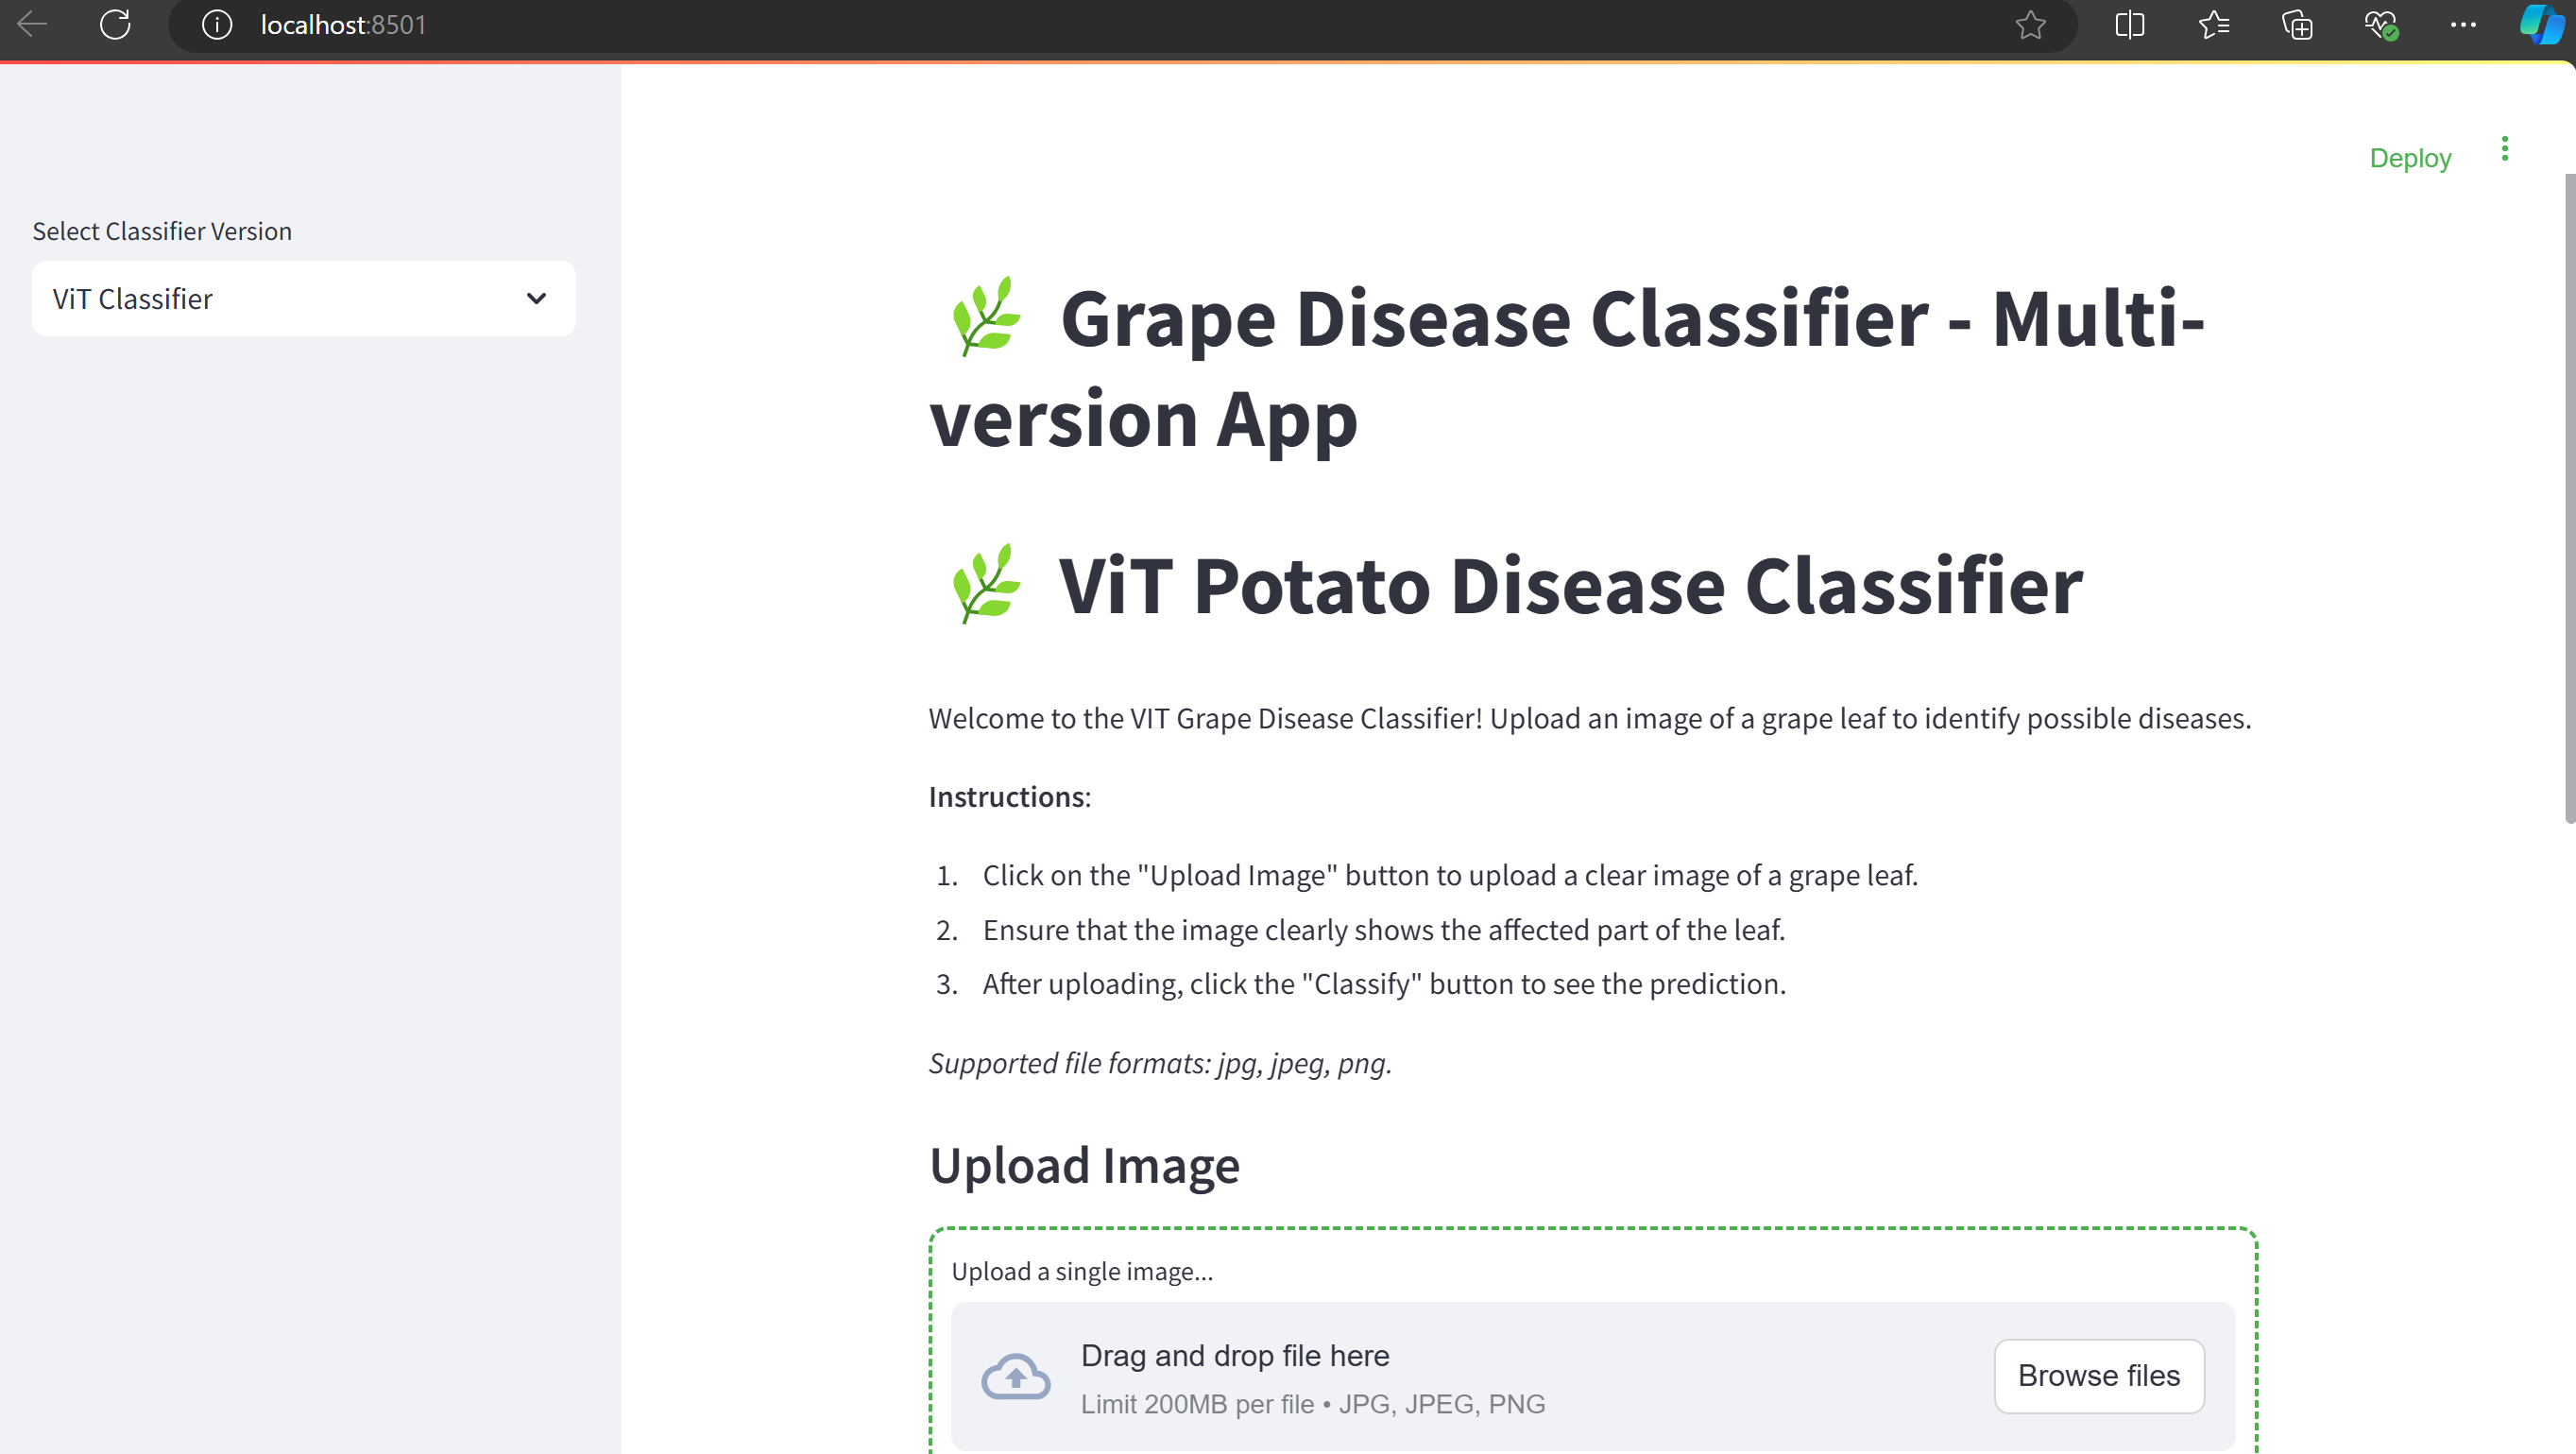 localhost:8501
Deploy
Select Classifier Version
ViT Classifier
Grape Disease Classifier - Multi-
version App
ViT Potato Disease Classifier
Welcome to the VIT Grape Disease Classifier! Upload an image of a grape leaf to identify possible diseases.
Instructions:
1. Click on the "Upload Image" button to upload a clear image of a grape leaf.
2. Ensure that the image clearly shows the affected part of the leaf.
3. After uploading, click the "Classify" button to see the prediction.
Supported file formats: jpg, jpeg, png.
Upload Image
Upload a single image...
Drag and drop file here
Limit 200MB per file • JPG, JPEG, PNG
Browse files